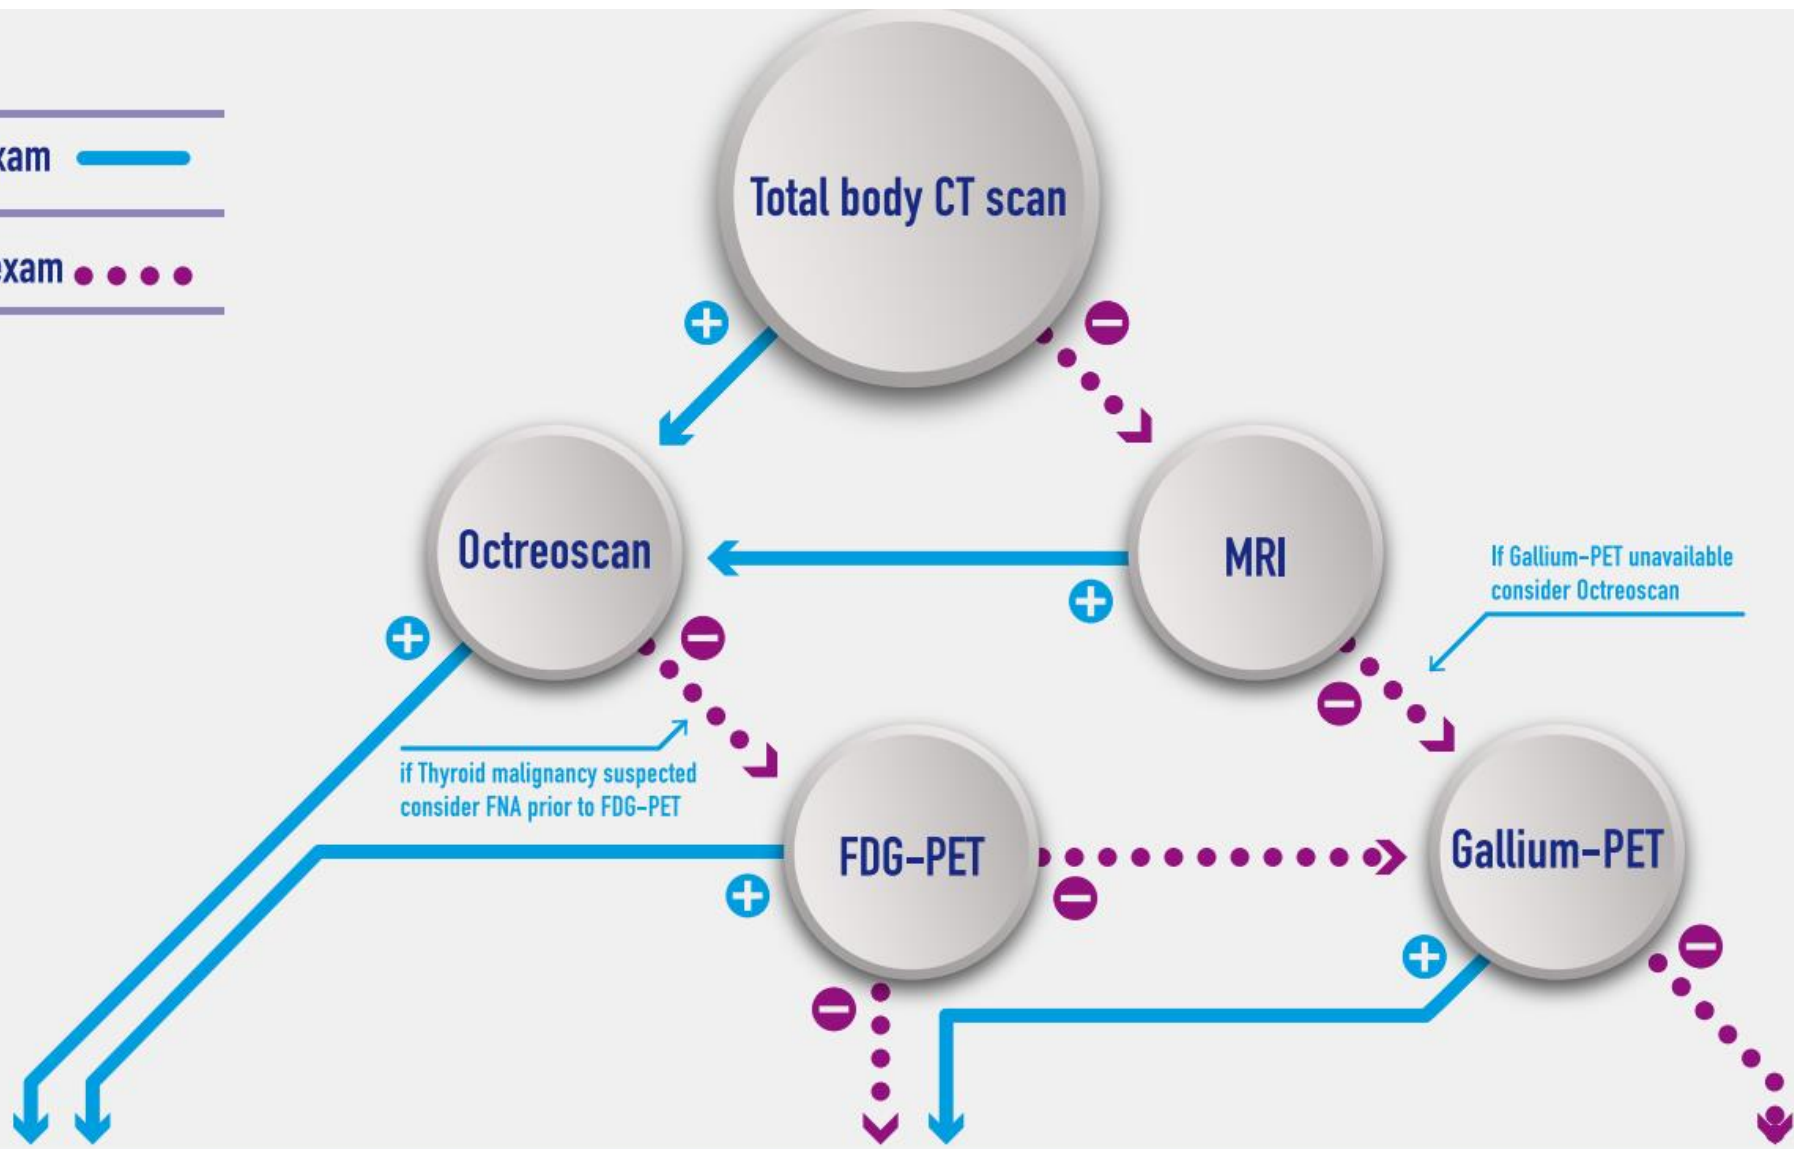 xam
exam
Total body CT scan
+
−
Octreoscan
MRI
If Gallium-PET unavailable
consider Octreoscan
+
+
−
−
if Thyroid malignancy suspected
consider FNA prior to FDG-PET
FDG-PET
Gallium-PET
+
−
+
−
−